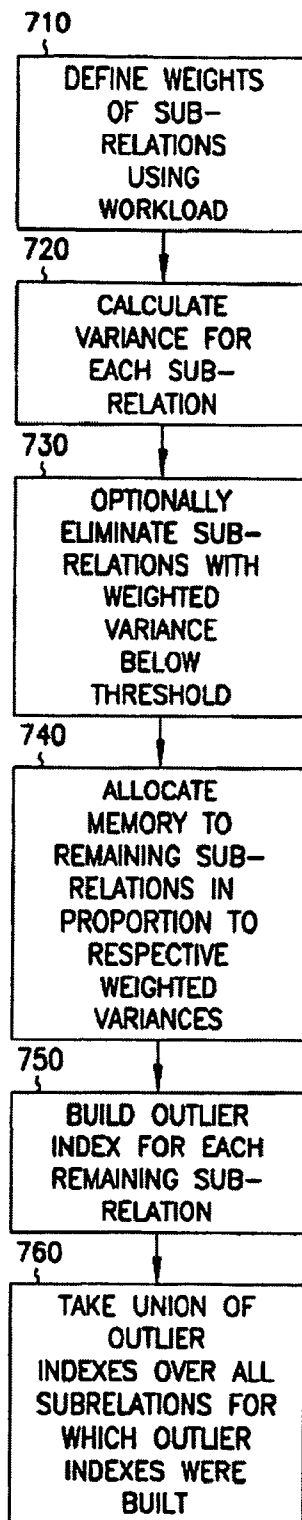 710
DEFINE WEIGHTS
OF SUB-
RELATIONS
USING
WORKLOAD
720
CALCULATE
VARIANCE FOR
EACH SUB-
RELATION
730
OPTIONALLY
ELIMINATE SUB-
RELATIONS WITH
WEIGHTED
VARIANCE
BELOW
THRESHOLD
740
ALLOCATE
MEMORY TO
REMAINING SUB-
RELATIONS IN
PROPORTION TO
RESPECTIVE
WEIGHTED
VARIANCES
750
BUILD OUTLIER
INDEX FOR EACH
REMAINING SUB-
RELATION
760
TAKE UNION OF
OUTLIER
INDEXES OVER ALL
SUBRELATIONS FOR
WHICH OUTLIER
INDEXES WERE
BUILT